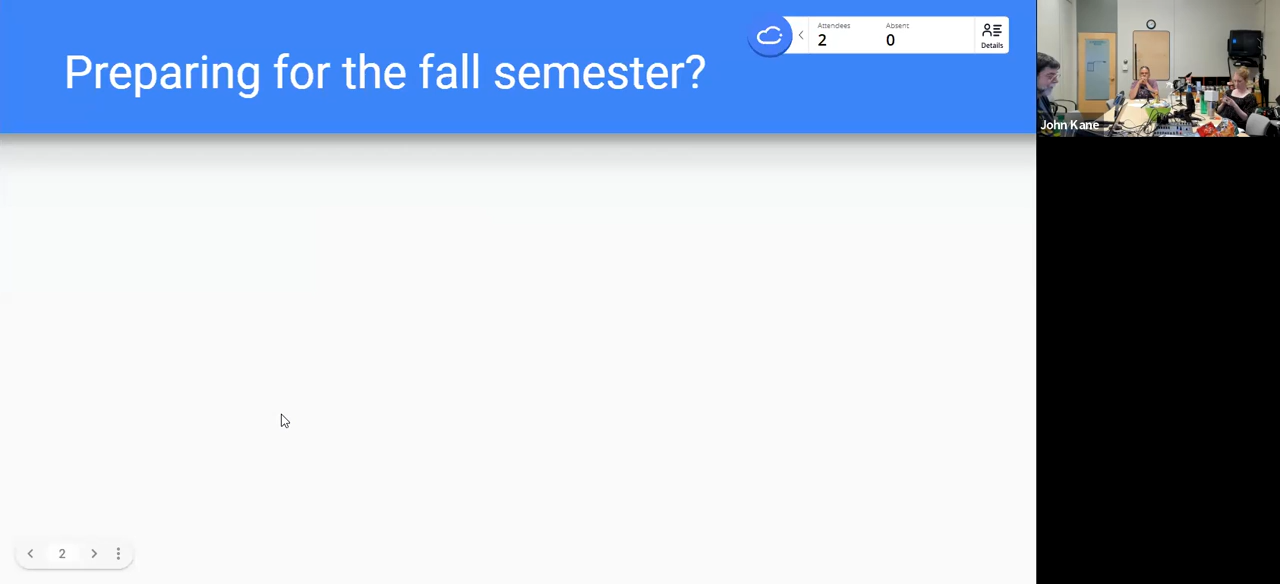 Preparing for the fall semester?
Attendees
2
Absent
0
Details
John Kane
2